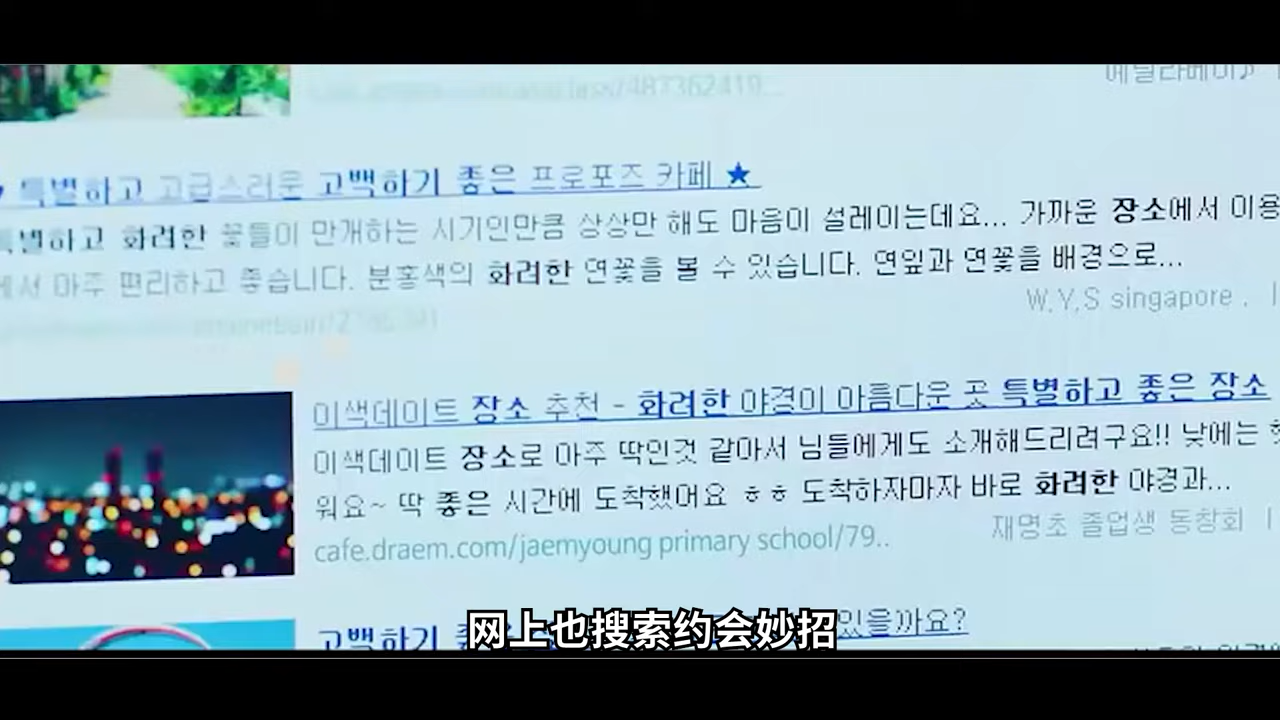 특별하고 고급스러운 고백하기 좋은 프로포즈 카페 ★
특별하고 화려한 꽃들이 만개하는 시기인만큼 상상만 해도 마음이 설레이는데요... 가까운 장소에서 이용
에서 아주 편리하고 좋습니다. 분홍색의 화려한 연꽃을 볼 수 있습니다. 연잎과 연꽃을 배경으로...
W.Y.S singapore .
이색데이트 장소 추천 - 화려한 야경이 아름다운 곳 특별하고 좋은 장소
이색데이트 장소로 아주 딱인것 같아서 님들에게도 소개해드리려구요!! 낮에는
워요~ 딱 좋은 시간에 도착했어요 ㅎㅎ 도착하자마자 바로 화려한 야경과...
cafe.draem.com/jaemyoung primary school/79..
재명초 졸업생 동창회
고백하기 있을까요?
网上也搜索约会妙招